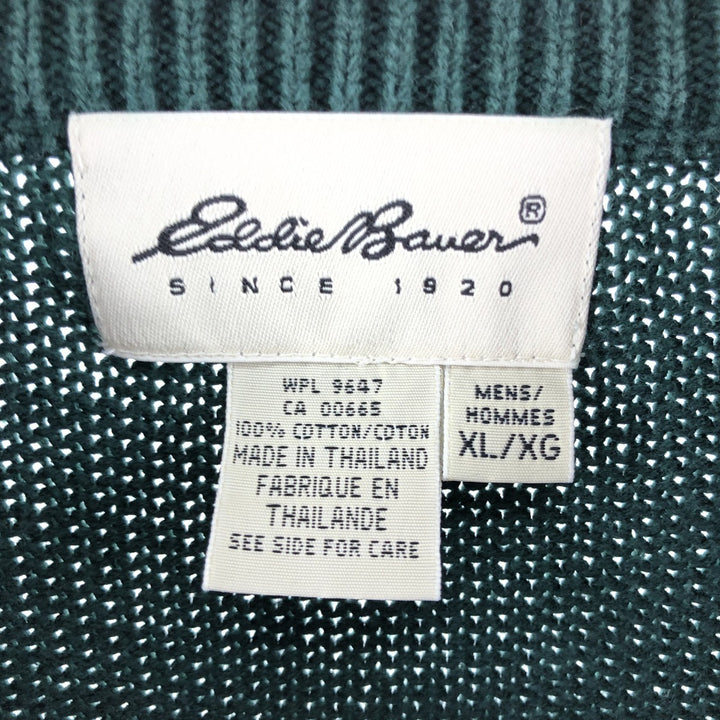 Eddie Bauer®
SINCE 1920
WPL 9647
CA 00665
100% COTTON/COTON
MADE IN THAILAND
FABRIQUE EN
THAILANDE
SEE SIDE FOR CARE
MENS/
HOMMES
XL/XG